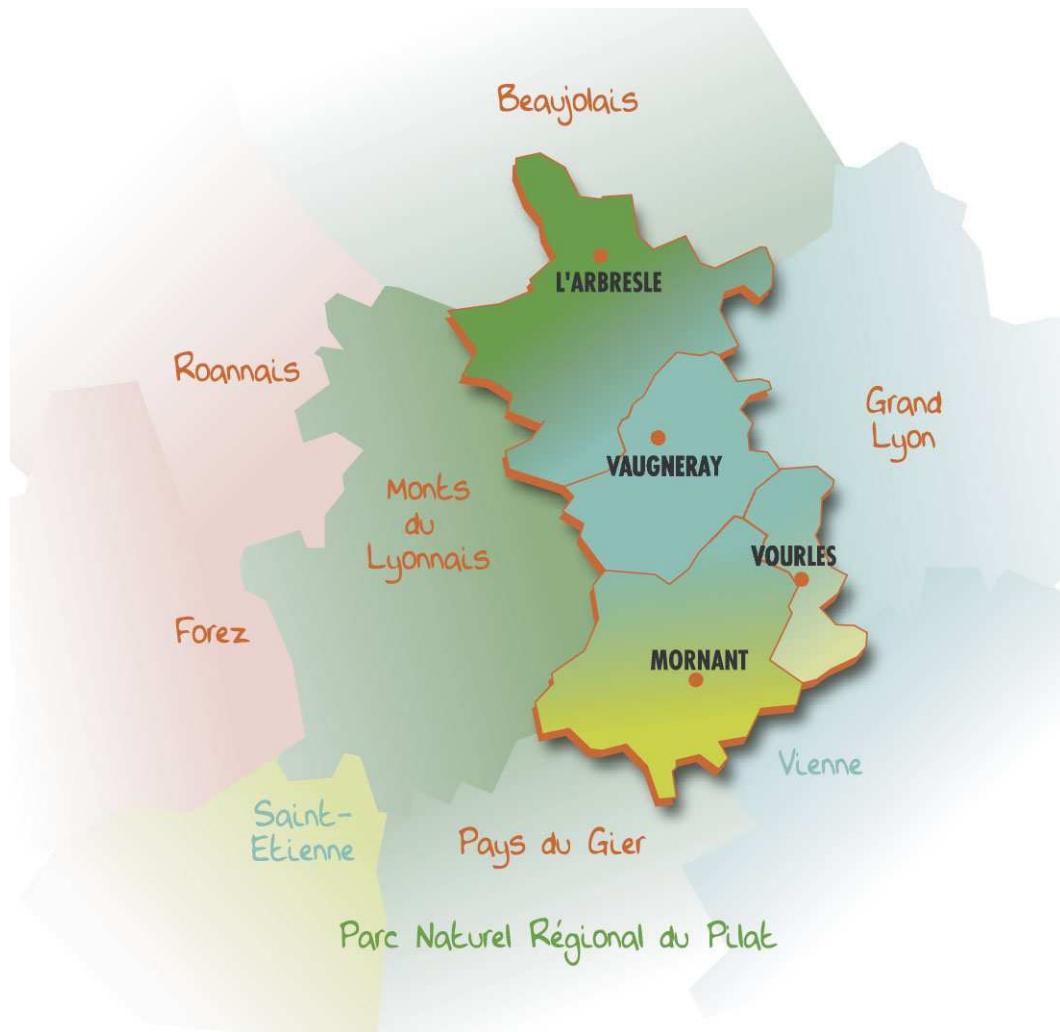 Beaujolais
L'ARBRESLE
Roannais
Grand
Lyon
VAUGNERAY
Monts
du
Lyonnais
VOURLES
Forez
MORNANT
Vienne
Saint-
Etienne
Pays du Gier
Parc Naturel Régional du Pilat